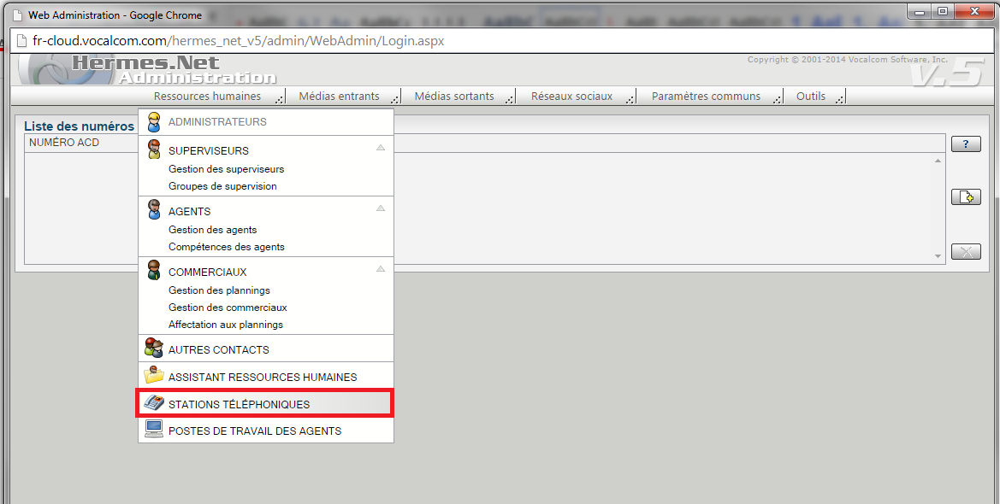 Web Administration - Google Chrome
fr-cloud.vocalcom.com/hermes_net_v5/admin/WebAdmin/Login.aspx
Hermes.Net
Administration
Copyright © 2001-2014 Vocalcom Software, Inc.
v.5
Ressources humaines
Médias entrants
Médias sortants
Réseaux sociaux
Paramètres communs
Outils
Liste des numéros
NUMÉRO ACD
?
ADMINISTRATEURS
SUPERVISEURS
Gestion des superviseurs
Groupes de supervision
AGENTS
Gestion des agents
Compétences des agents
COMMERCIAUX
Gestion des plannings
Gestion des commerciaux
Affectation aux plannings
AUTRES CONTACTS
ASSISTANT RESSOURCES HUMAINES
STATIONS TÉLÉPHONIQUES
POSTES DE TRAVAIL DES AGENTS